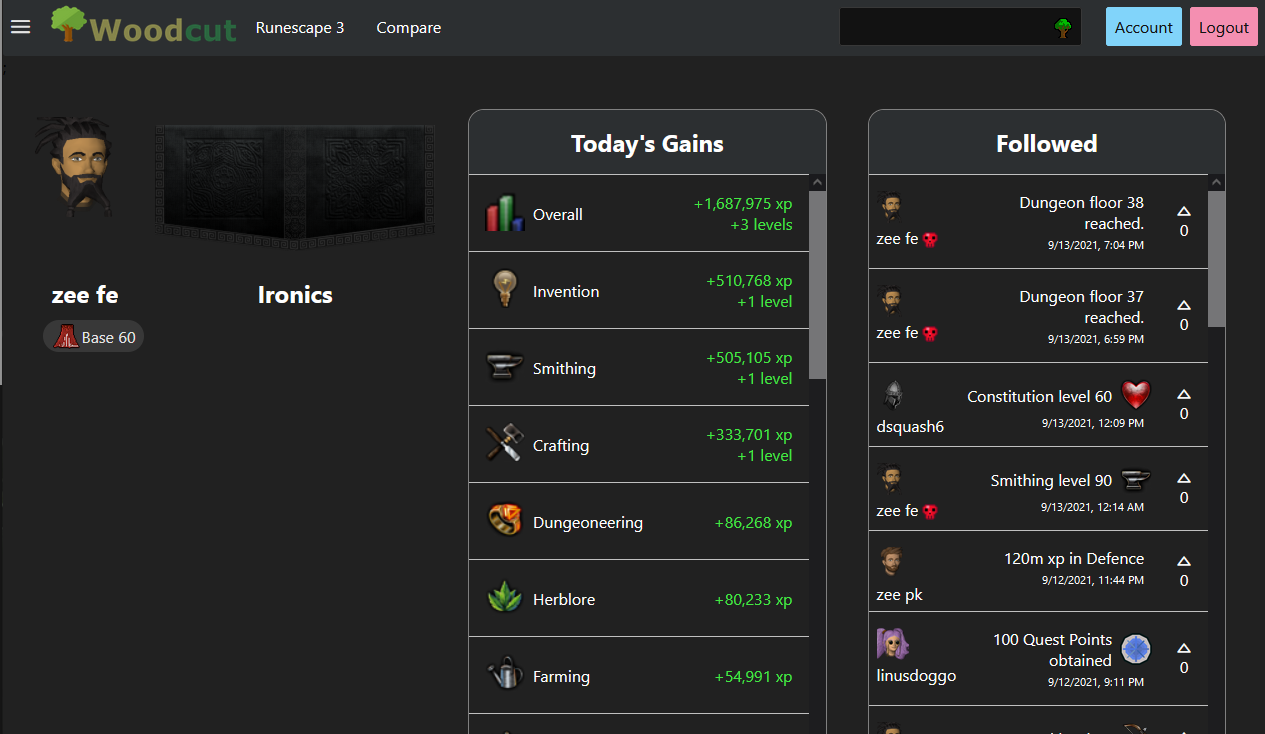 Woodcut
Runescape 3
Compare
Account
Logout
;
zee fe
Base 60
Ironics
Today's Gains
Overall
+1,687,975 xp
+3 levels
Invention
+510,768 xp
+1 level
Smithing
+505,105 xp
+1 level
Crafting
+333,701 xp
+1 level
Dungeoneering
+86,268 xp
Herblore
+80,233 xp
Farming
+54,991 xp
Followed
Dungeon floor 38
reached.
9/13/2021, 7:04 PM
zee fe
0
Dungeon floor 37
reached.
9/13/2021, 6:59 PM
zee fe
0
Constitution level 60
9/13/2021, 12:09 PM
dsquash6
0
Smithing level 90
9/13/2021, 12:14 AM
zee fe
0
120m xp in Defence
9/12/2021, 11:44 PM
zee pk
0
100 Quest Points
obtained
9/12/2021, 9:11 PM
linusdoggo
0